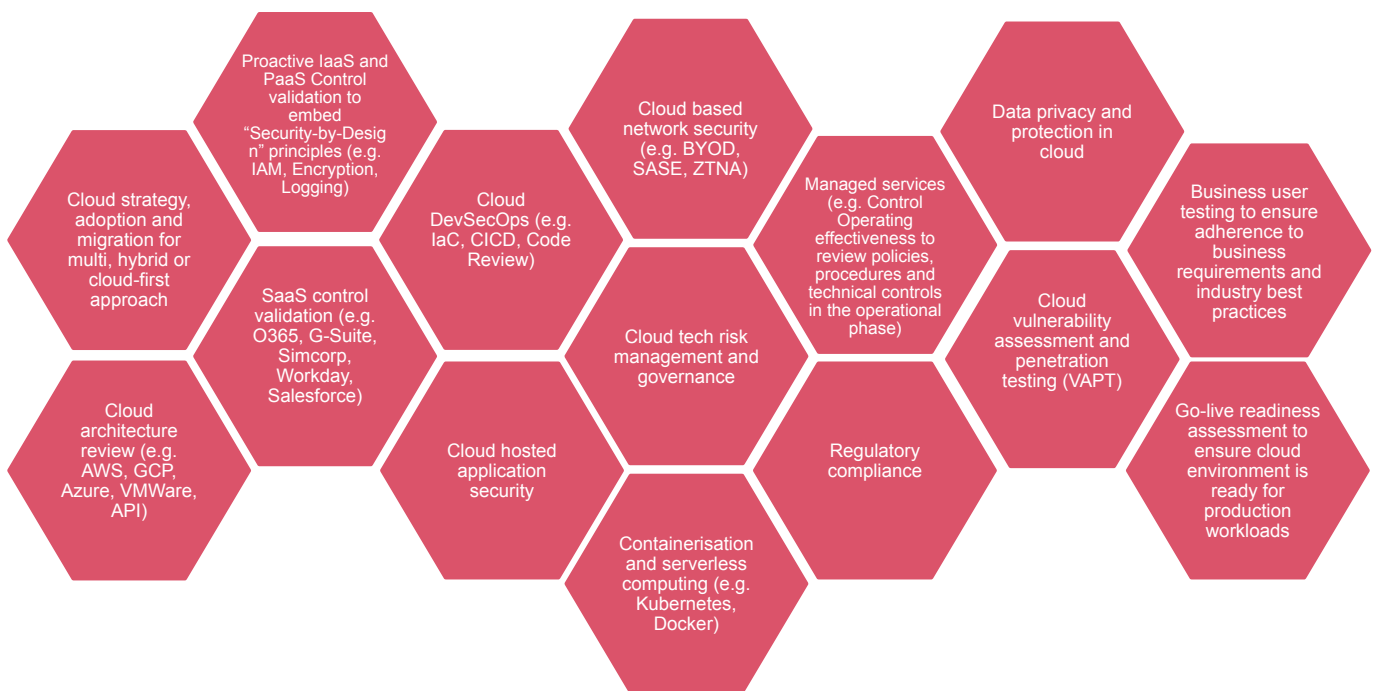 Proactive IaaS and
PaaS Control
validation to
embed
“Security-by-Desig
n” principles (e.g.
IAM, Encryption,
Logging)
Cloud based
network security
(e.g. BYOD,
SASE, ZTNA)
Data privacy and
protection in
cloud
Cloud strategy,
adoption and
migration for
multi, hybrid or
cloud-first
approach
Cloud
DevSecOps (e.g.
IaC, CICD, Code
Review)
Managed services
(e.g. Control
Operating
effectiveness to
review policies,
procedures and
technical controls
in the operational
phase)
Business user
testing to ensure
adherence to
business
requirements and
industry best
practices
SaaS control
validation (e.g.
O365, G-Suite,
Simcorp,
Workday,
Salesforce)
Cloud tech risk
management and
governance
Cloud
vulnerability
assessment and
penetration
testing (VAPT)
Cloud
architecture
review (e.g.
AWS, GCP,
Azure, VMWare,
API)
Cloud hosted
application
security
Regulatory
compliance
Go-live readiness
assessment to
ensure cloud
environment is
ready for
production
workloads
Containerisation
and serverless
computing (e.g.
Kubernetes,
Docker)